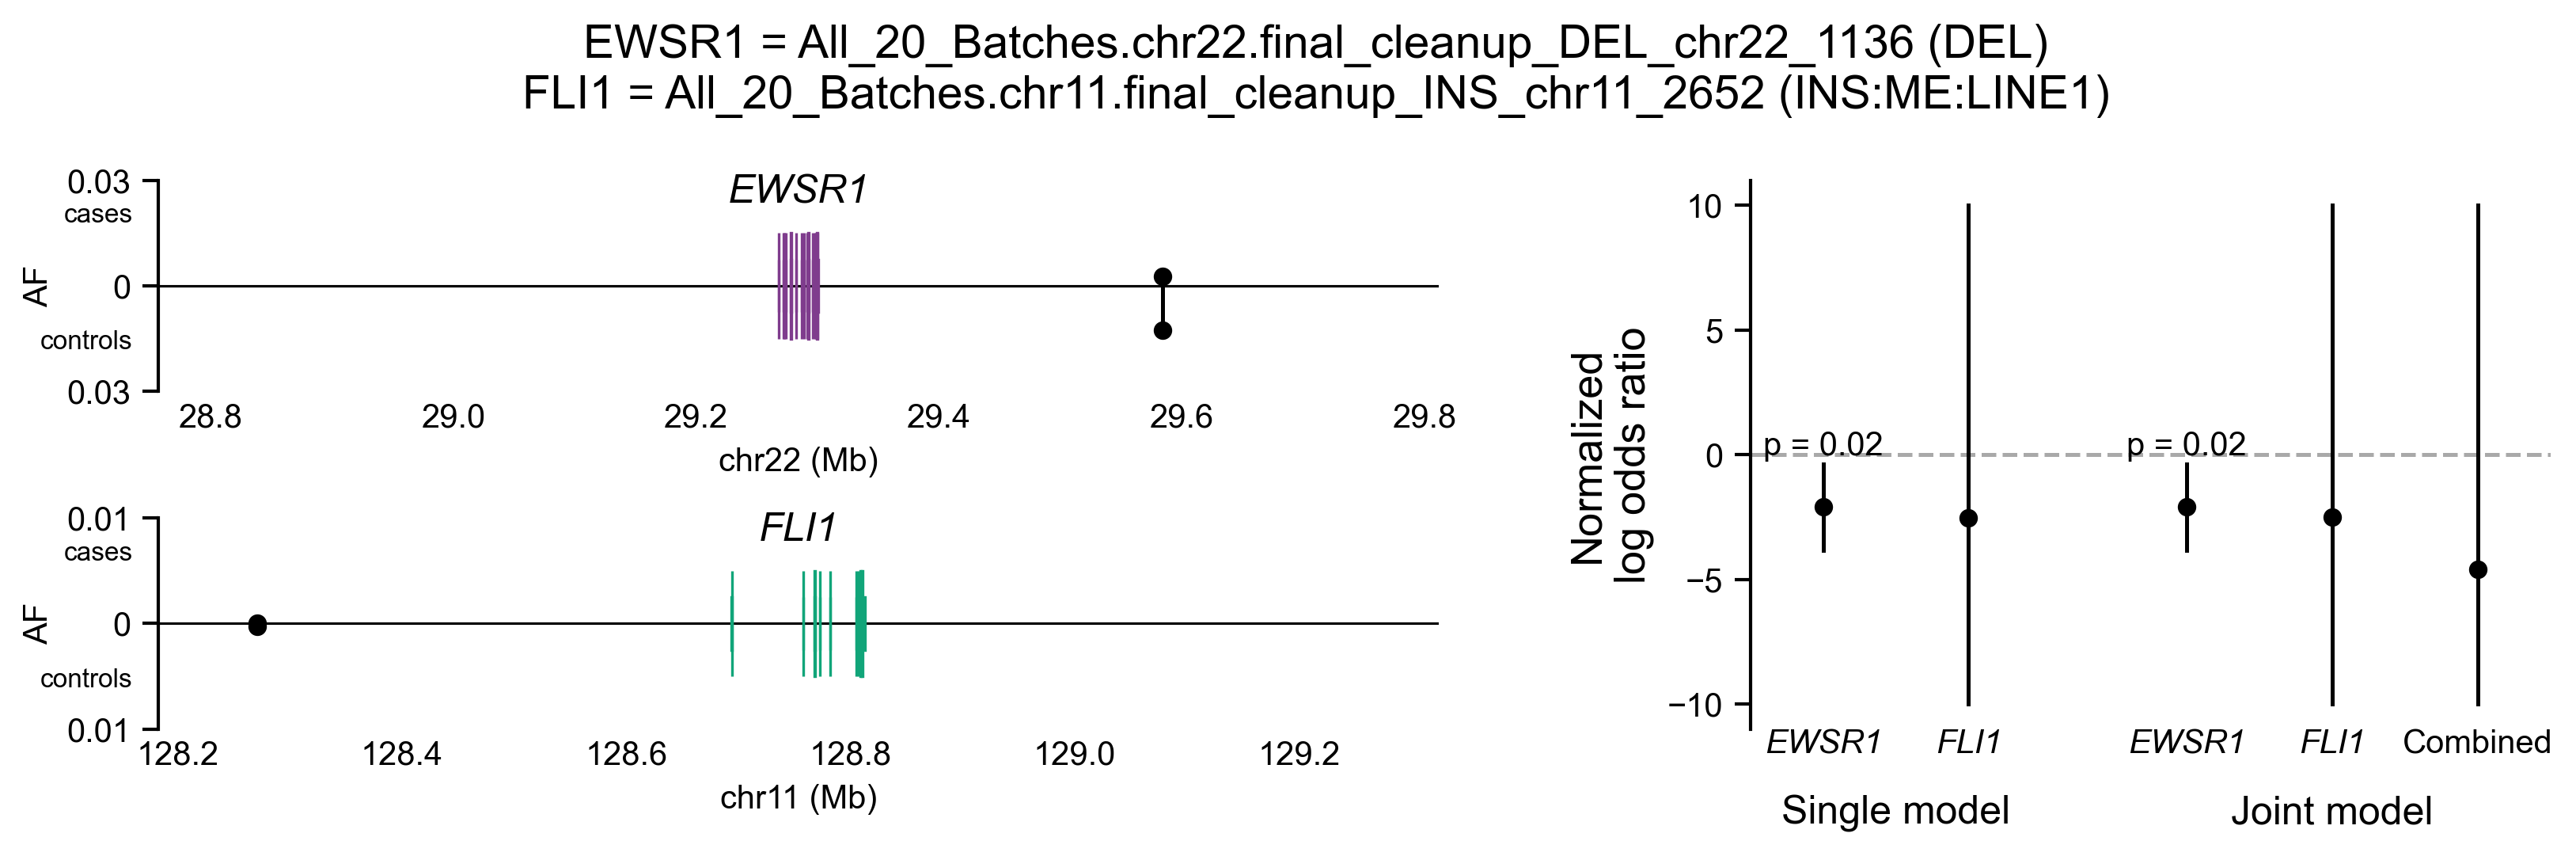 EWSR1 = All_20_Batches.chr22.final_cleanup_DEL_chr22_1136 (DEL)
FLI1 = All_20_Batches.chr11.final_cleanup_INS_chr11_2652 (INS:ME:LINE1)
EWSR1
0.03
cases
AF
0
controls
0.03
28.8 29.0 29.2 29.4 29.6 29.8
chr22 (Mb)
FLI1
0.01
cases
AF
0
controls
0.01
128.2 128.4 128.6 128.8 129.0 129.2
chr11 (Mb)
Normalized
log odds ratio
10
5
0
−5
−10
p = 0.02 p = 0.02
EWSR1 FLI1 EWSR1 FLI1 Combined
Single model Joint model